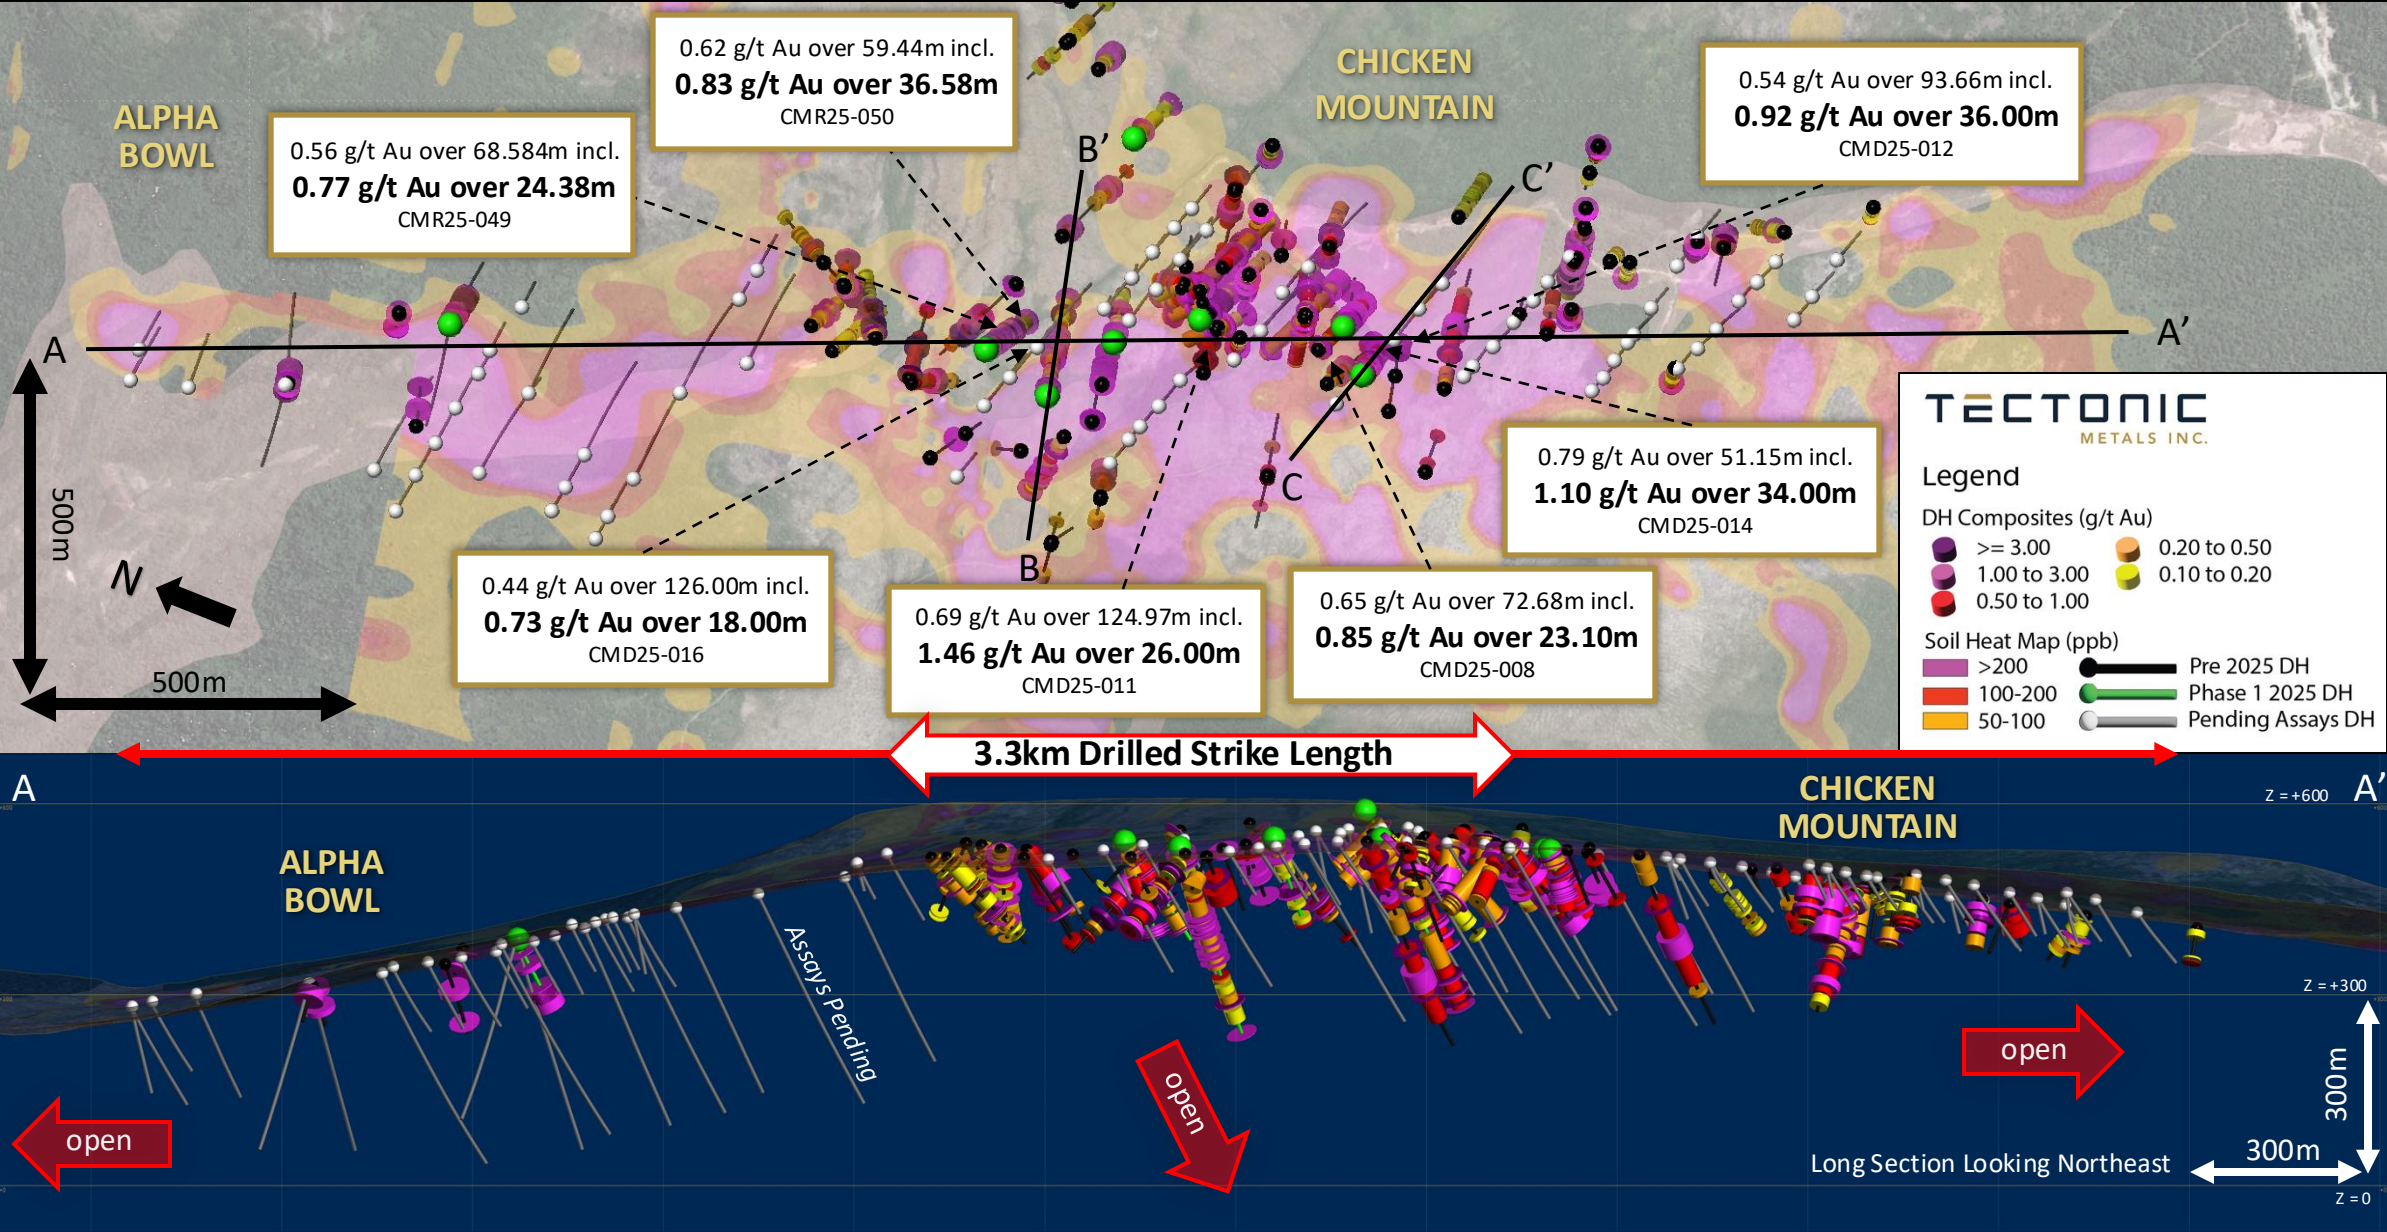 ALPHA
BOWL
0.56 g/t Au over 68.584m incl.
0.77 g/t Au over 24.38m
CMR25-049
0.62 g/t Au over 59.44m incl.
0.83 g/t Au over 36.58m
CMR25-050
CHICKEN
MOUNTAIN
0.54 g/t Au over 93.66m incl.
0.92 g/t Au over 36.00m
CMD25-012
B'
C'
A
A'
C
B
500m
N
500m
0.44 g/t Au over 126.00m incl.
0.73 g/t Au over 18.00m
CMD25-016
0.69 g/t Au over 124.97m incl.
1.46 g/t Au over 26.00m
CMD25-011
0.65 g/t Au over 72.68m incl.
0.85 g/t Au over 23.10m
CMD25-008
0.79 g/t Au over 51.15m incl.
1.10 g/t Au over 34.00m
CMD25-014
TECTONIC
METALS INC.
Legend
DH Composites (g/t Au)
>= 3.00
1.00 to 3.00
0.50 to 1.00
0.20 to 0.50
0.10 to 0.20
Soil Heat Map (ppb)
>200
100-200
50-100
Pre 2025 DH
Phase 1 2025 DH
Pending Assays DH
3.3km Drilled Strike Length
A
A'
ALPHA
BOWL
CHICKEN
MOUNTAIN
Z = +600
Assays Pending
Z = +300
open
open
open
300m
300m
Long Section Looking Northeast
Z = 0